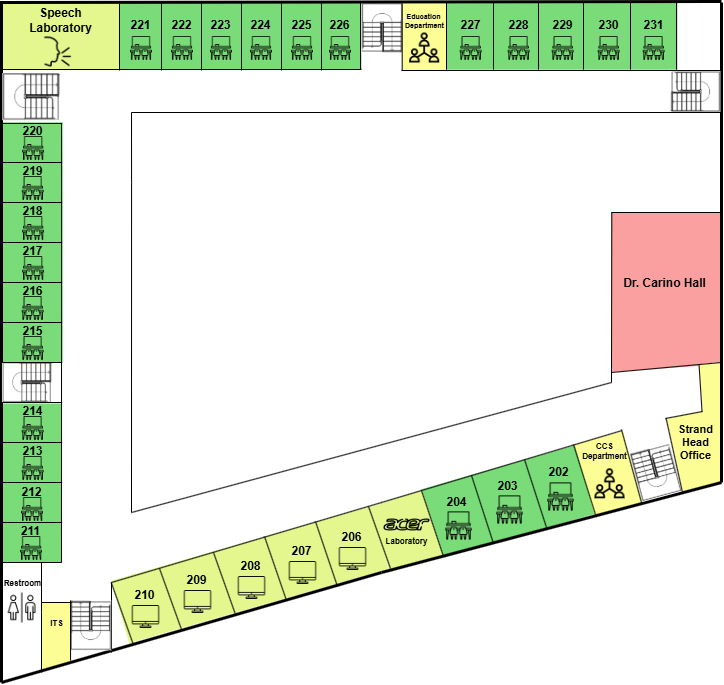 Speech
Laboratory
221
222
223
224
225
226
Education
Department
227
228
229
230
231
220
219
218
217
216
215
214
213
212
211
Dr. Carino Hall
Strand
Head
Office
CCS
Department
202
203
204
acer
Laboratory
206
207
208
209
210
Restroom
ITS